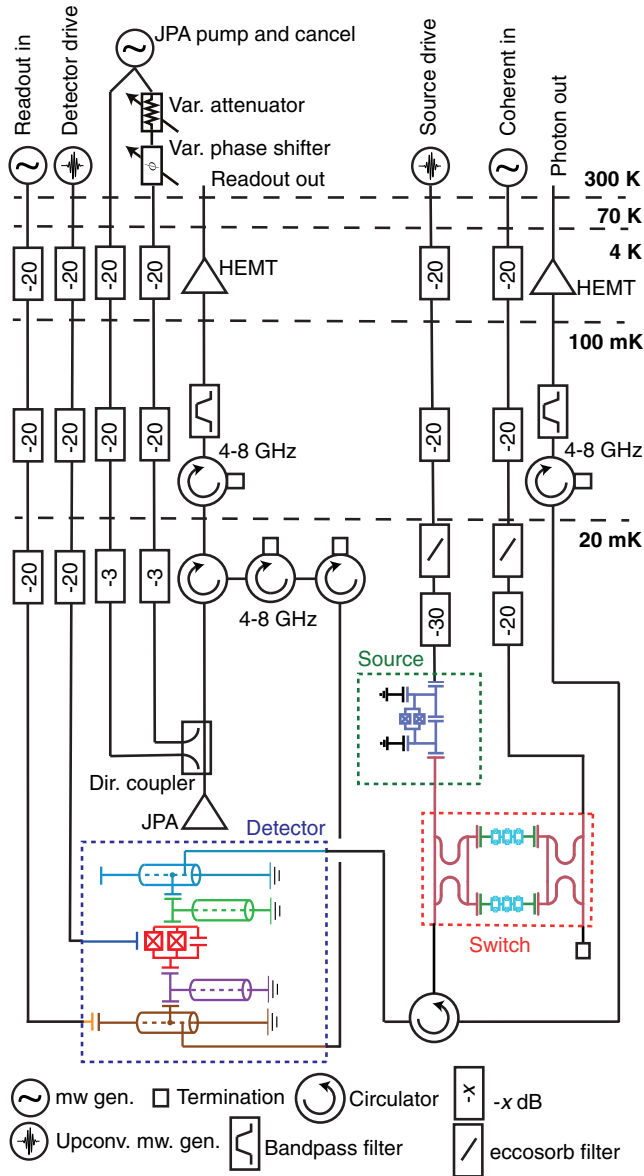 JPA pump and cancel
Readout in
Detector drive
Var. attenuator
Var. phase shifter
ϕ
Readout out
Source drive
Coherent in
Photon out
300 K
70 K
4 K
-20
-20
-20
-20
HEMT
-20
-20
HEMT
100 mK
-20
-20
-20
-20
4-8 GHz
-20
-20
4-8 GHz
20 mK
-20
-20
-3
-3
4-8 GHz
-30
-20
Source
Dir. coupler
JPA
Detector
Switch
mw gen.
Termination
Circulator
-x
-x dB
Upconv. mw. gen.
Bandpass filter
eccosorb filter